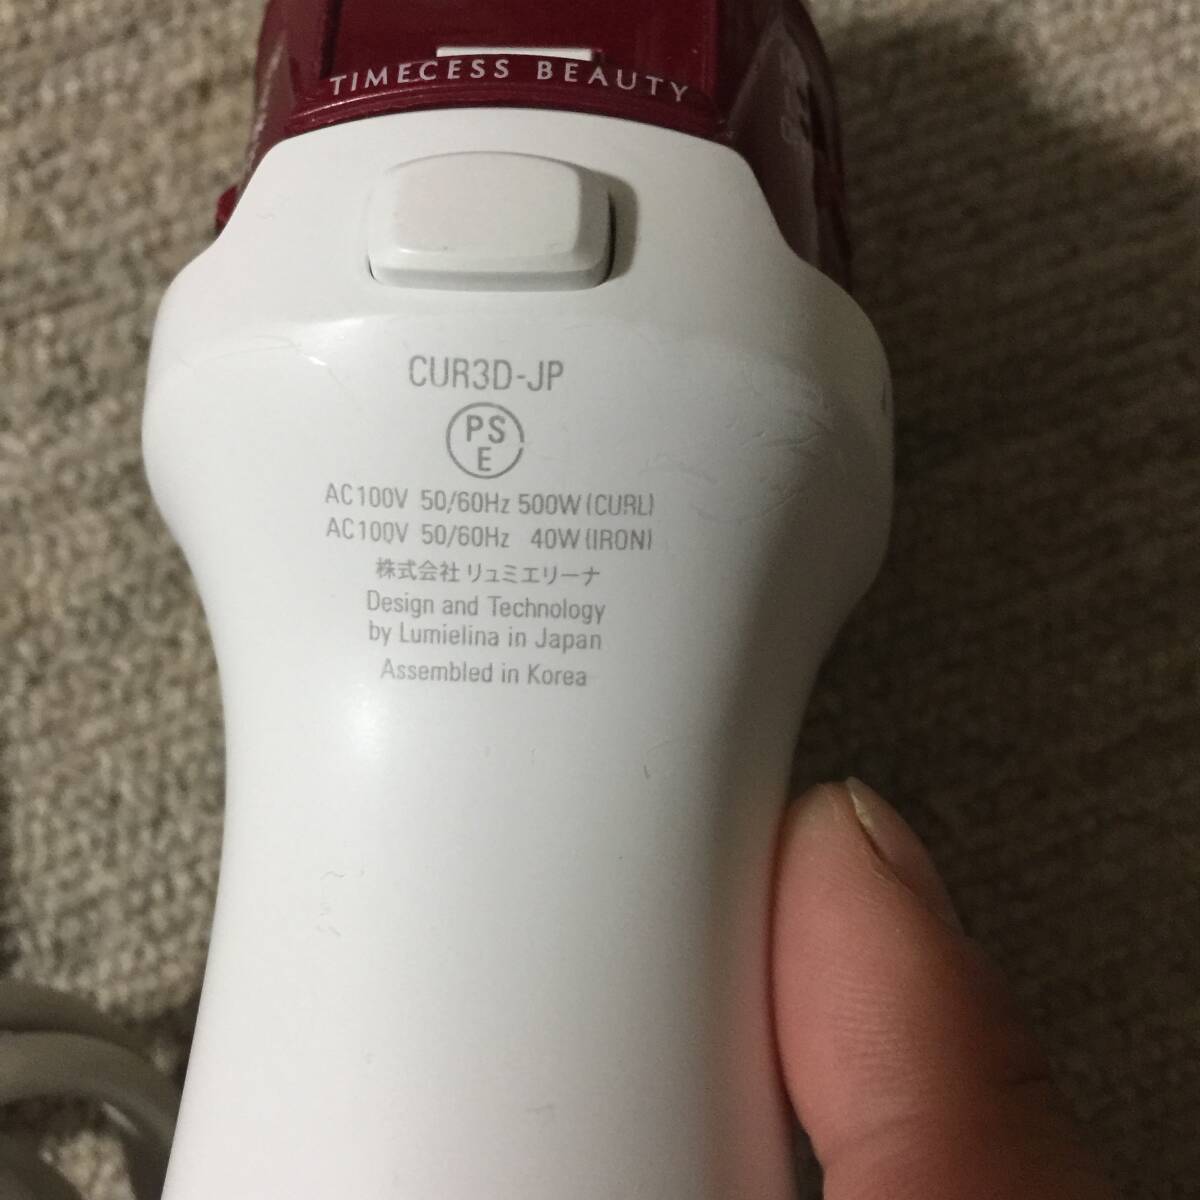 TIMECESS BEAUTY
CUR3D-JP
PS
E
AC100V 50/60Hz 500W(CURL)
AC100V 50/60Hz 40W(IRON)
株式会社リュミエリーナ
Design and Technology
by Lumielina in Japan
Assembled in Korea